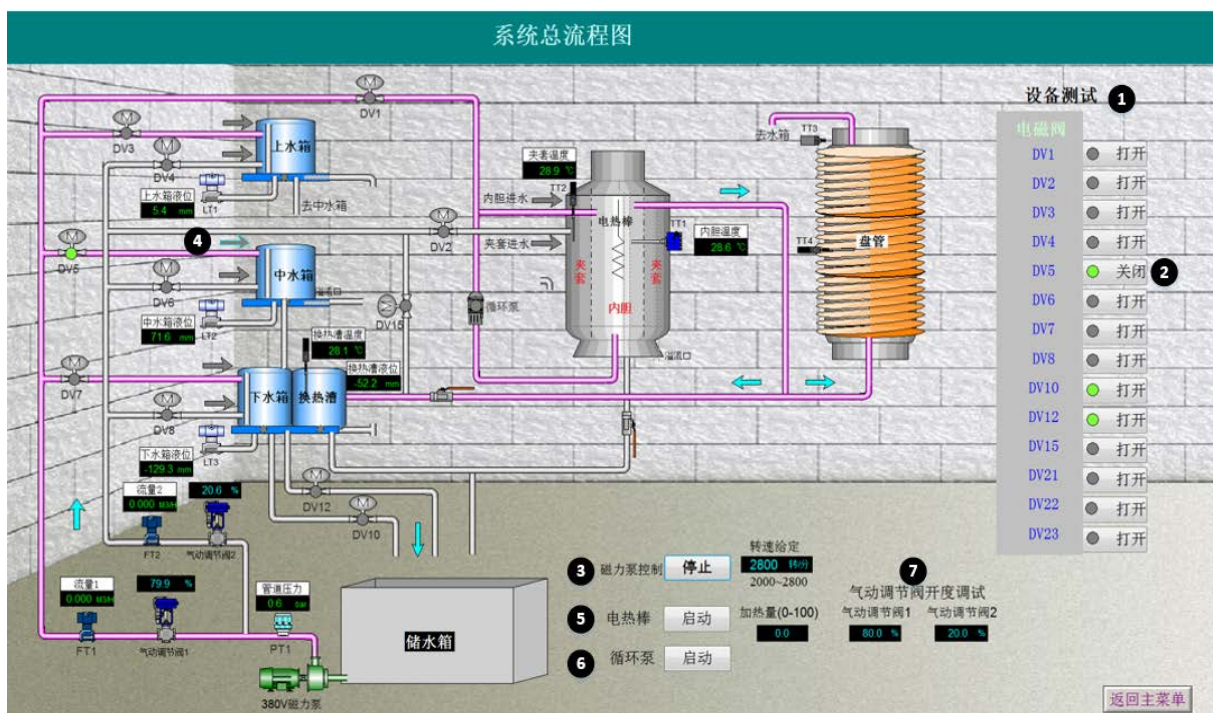 系统总流程图
设备测试 1
电磁阀
DV1 打开
DV2 打开
DV3 打开
DV4 打开
DV5 关闭 2
DV6 打开
DV7 打开
DV8 打开
DV10 打开
DV12 打开
DV15 打开
DV21 打开
DV22 打开
DV23 打开
DV1
DV3
DV4
上水箱
上水箱液位
5.4 mm
LT1
去中水箱
4
DV5
中水箱
DV6
溢流口
中水箱液位
71.6 mm
LT2
换热槽温度
28.1 ℃
换热槽液位
-52.2 mm
DV7
下水箱
换热槽
DV8
下水箱液位
-129.3 mm
LT3
DV12
DV10
DV2
DV15
夹套温度
28.9 ℃
TT2
内胆进水
夹套进水
电热棒
TT1
内胆温度
28.6 ℃
夹套
夹套
内胆
循环泵
溢流口
去水箱
TT3
TT4
盘管
流量2
0.000 M3/H
20.6 %
FT2
气动调节阀2
流量1
0.000 M3/H
79.9 %
FT1
气动调节阀1
管道压力
0.6 bar
PT1
380V磁力泵
储水箱
3 磁力泵控制 停止
转速给定
2800 转/分
2000~2800
5 电热棒 启动
加热量(0-100)
0.0
6 循环泵 启动
7
气动调节阀开度调试
气动调节阀1 气动调节阀2
80.0 % 20.0 %
返回主菜单